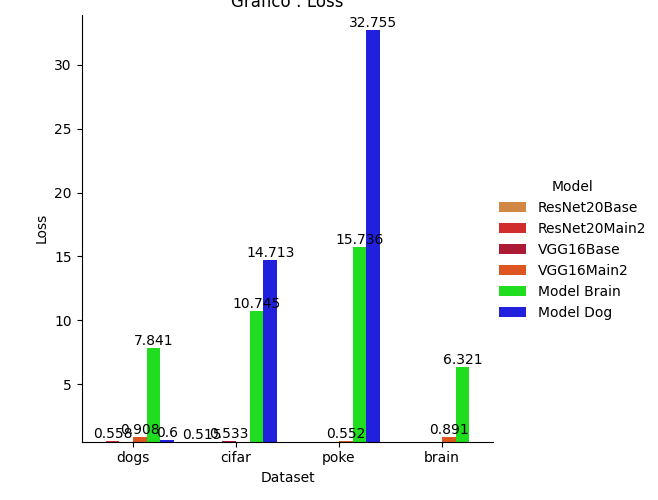 Grafico : Loss
32.755
30
25
20
Model
ResNet20Base
ResNet20Main2
VGG16Base
VGG16Main2
Model Brain
Model Dog
Loss
15.736
15
14.713
10.745
10
7.841
6.321
5
0.558
0.908
0.6
0.515
0.533
0.552
0.891
dogs
cifar
poke
brain
Dataset